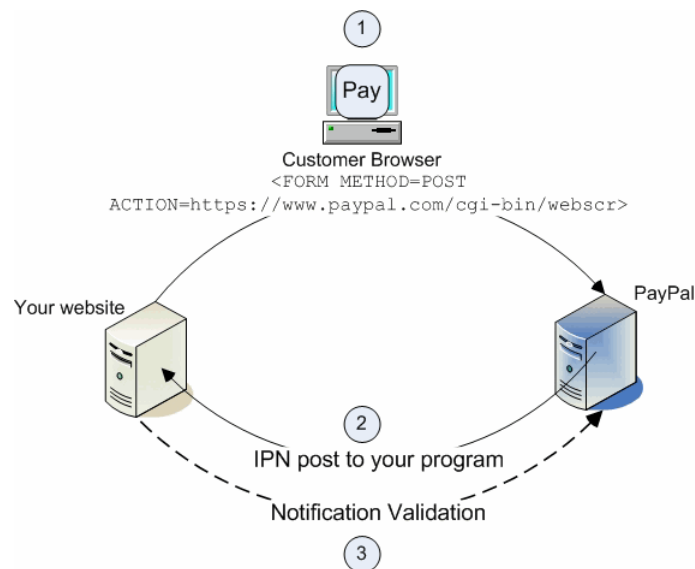 1
Pay
Customer Browser
<FORM METHOD=POST
ACTION=https://www.paypal.com/cgi-bin/webscr>
Your website
PayPal
2
IPN post to your program
Notification Validation
3